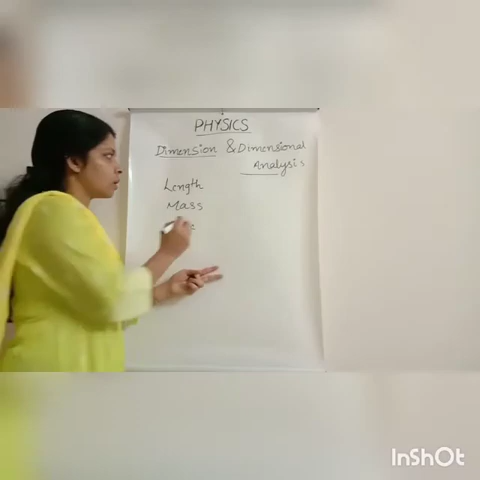 PHYSICS
Dimension & Dimensional
Analysis
Length
Mass
InShOt